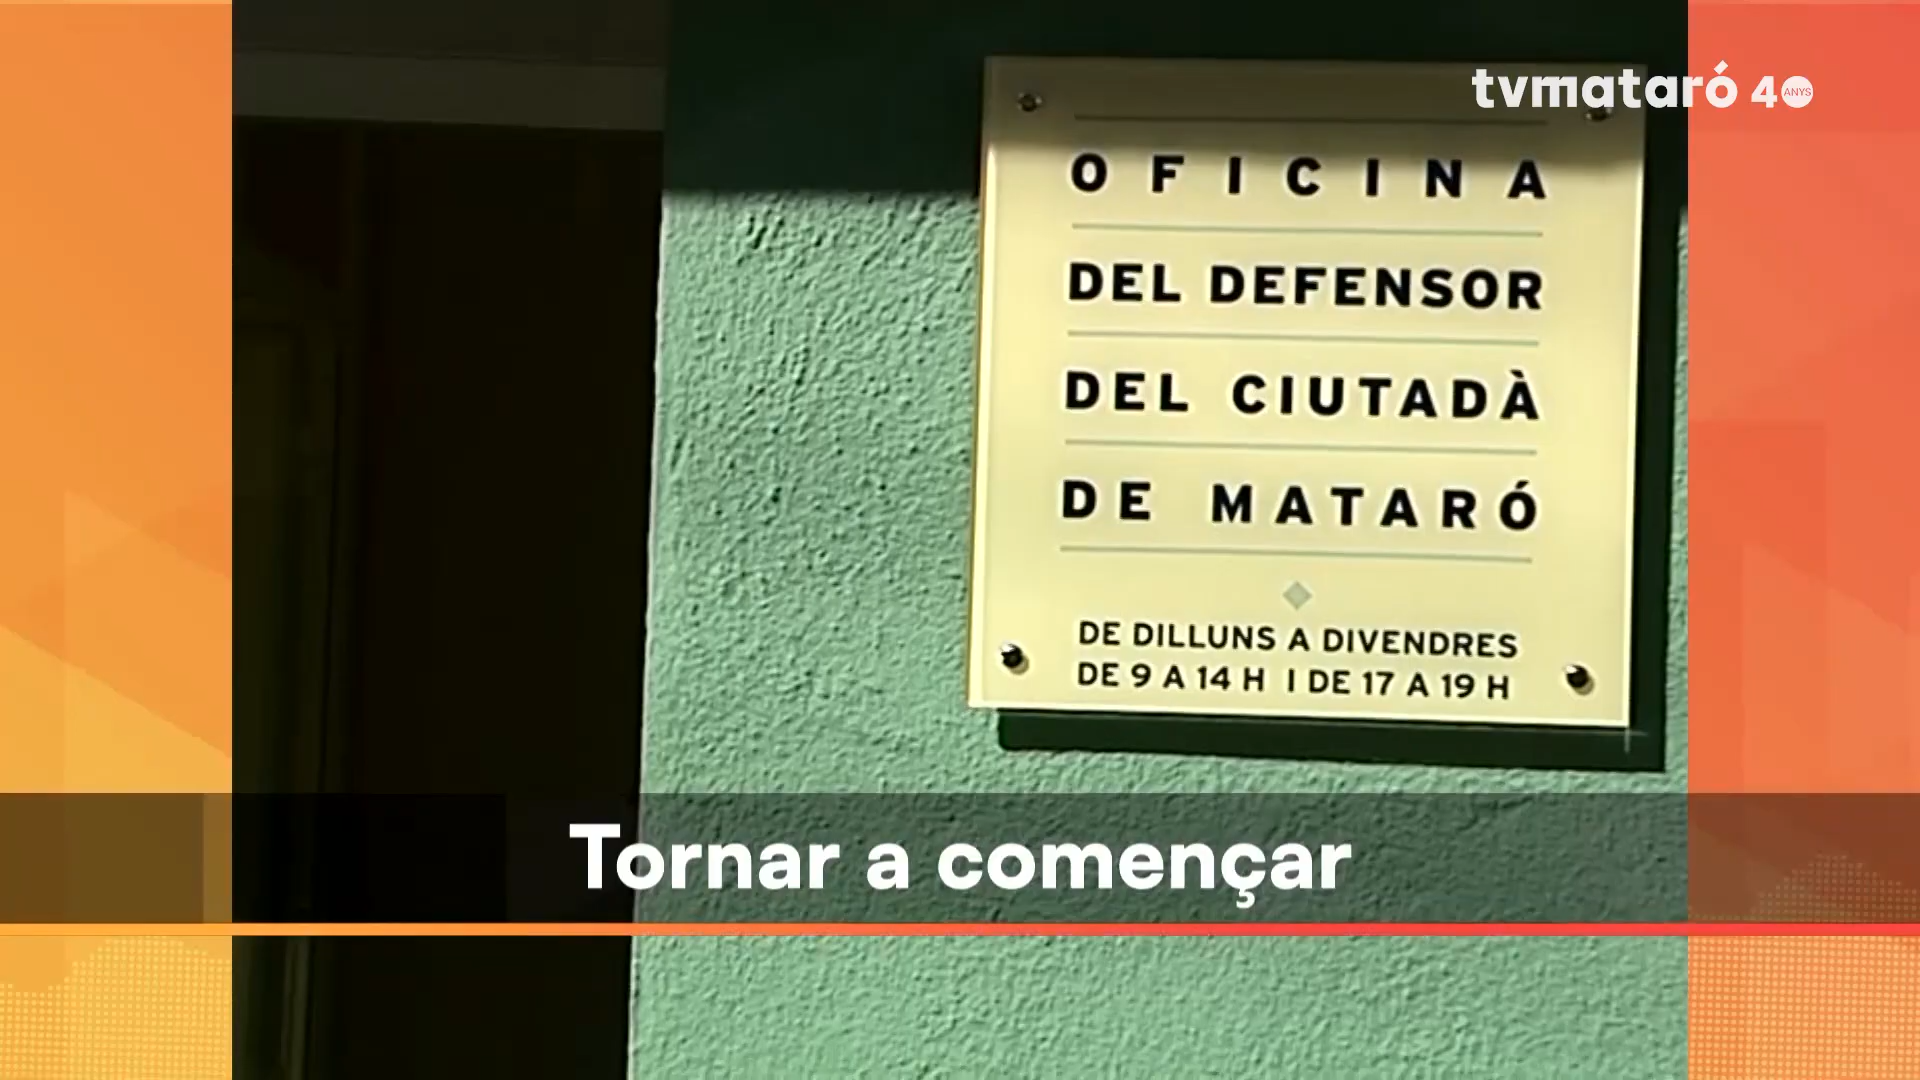 tvmataró 40 ANYS
OFICINA
DEL DEFENSOR
DEL CIUTADÀ
DE MATARÓ
DE DILLUNS A DIVENDRES
DE 9 A 14 H I DE 17 A 19 H
Tornar a començar